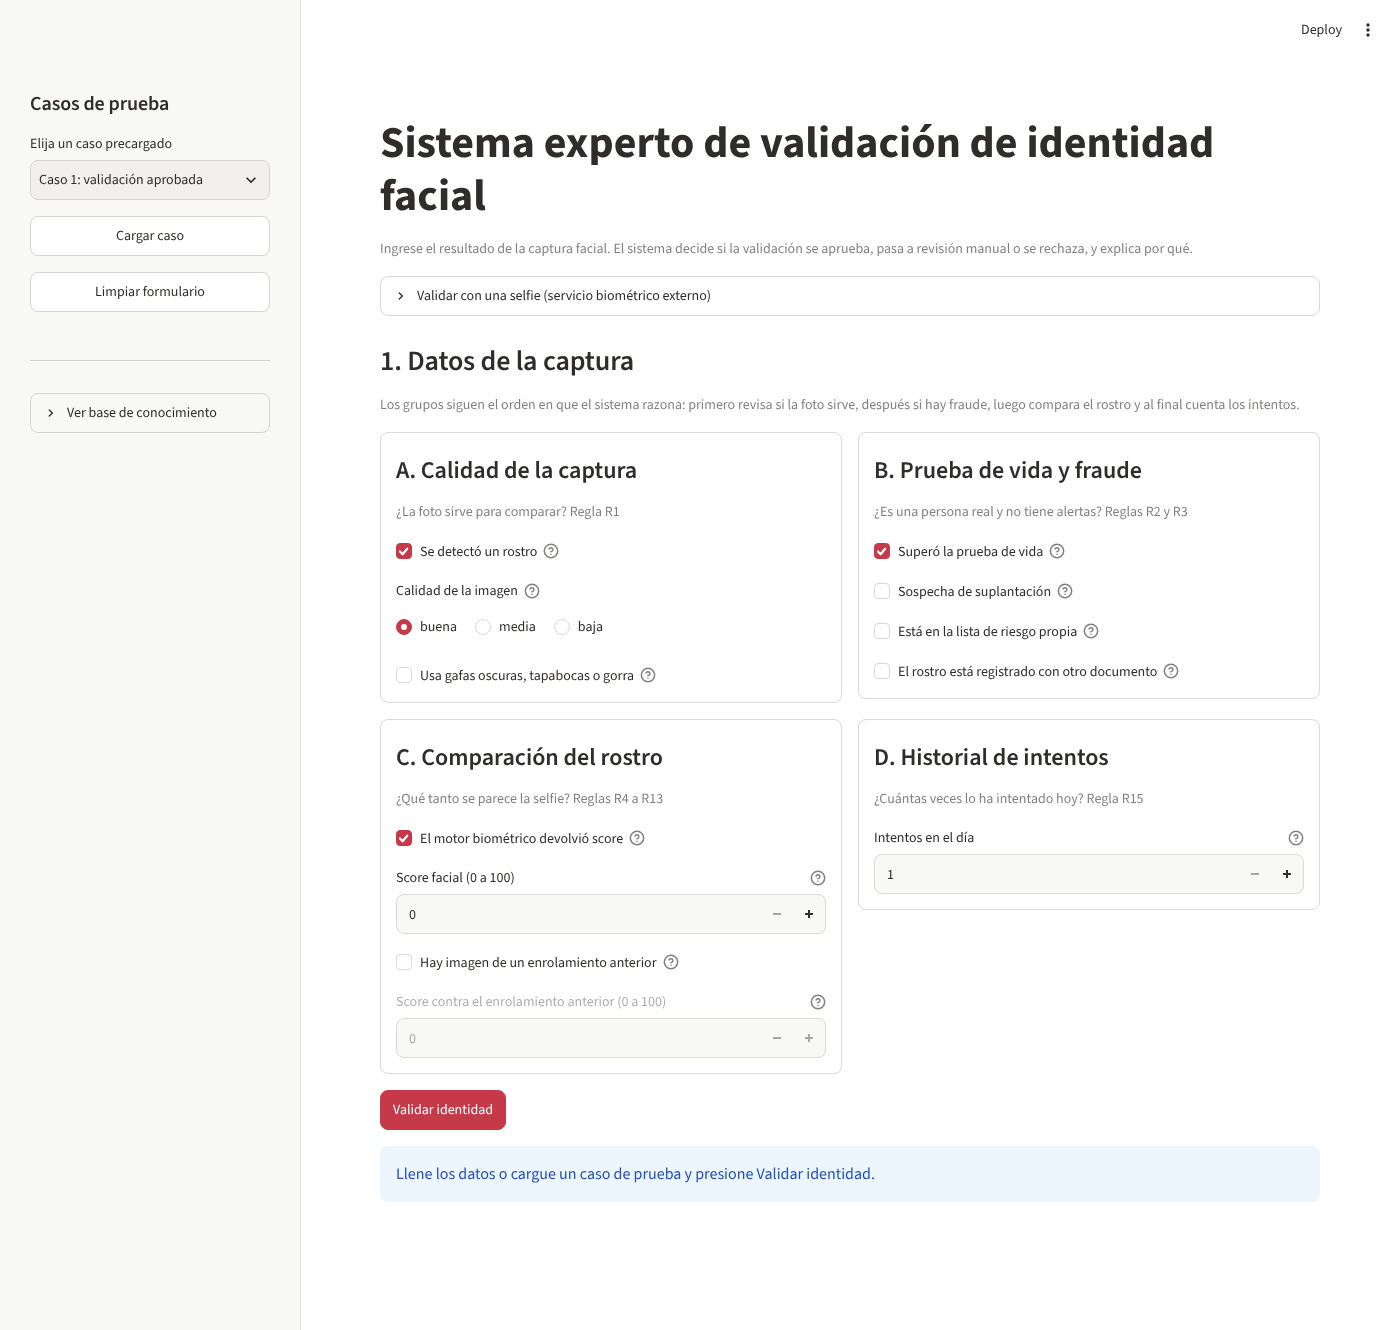 Deploy
Casos de prueba
Elija un caso precargado
Caso 1: validación aprobada
Cargar caso
Limpiar formulario
Ver base de conocimiento
Sistema experto de validación de identidad
facial
Ingrese el resultado de la captura facial. El sistema decide si la validación se aprueba, pasa a revisión manual o se rechaza, y explica por qué.
Validar con una selfie (servicio biométrico externo)
1. Datos de la captura
Los grupos siguen el orden en que el sistema razona: primero revisa si la foto sirve, después si hay fraude, luego compara el rostro y al final cuenta los intentos.
A. Calidad de la captura
¿La foto sirve para comparar? Regla R1
Se detectó un rostro
Calidad de la imagen
buena media baja
Usa gafas oscuras, tapabocas o gorra
B. Prueba de vida y fraude
¿Es una persona real y no tiene alertas? Reglas R2 y R3
Superó la prueba de vida
Sospecha de suplantación
Está en la lista de riesgo propia
El rostro está registrado con otro documento
C. Comparación del rostro
¿Qué tanto se parece la selfie? Reglas R4 a R13
El motor biométrico devolvió score
Score facial (0 a 100)
0
Hay imagen de un enrolamiento anterior
Score contra el enrolamiento anterior (0 a 100)
0
D. Historial de intentos
¿Cuántas veces lo ha intentado hoy? Regla R15
Intentos en el día
1
Validar identidad
Llene los datos o cargue un caso de prueba y presione Validar identidad.